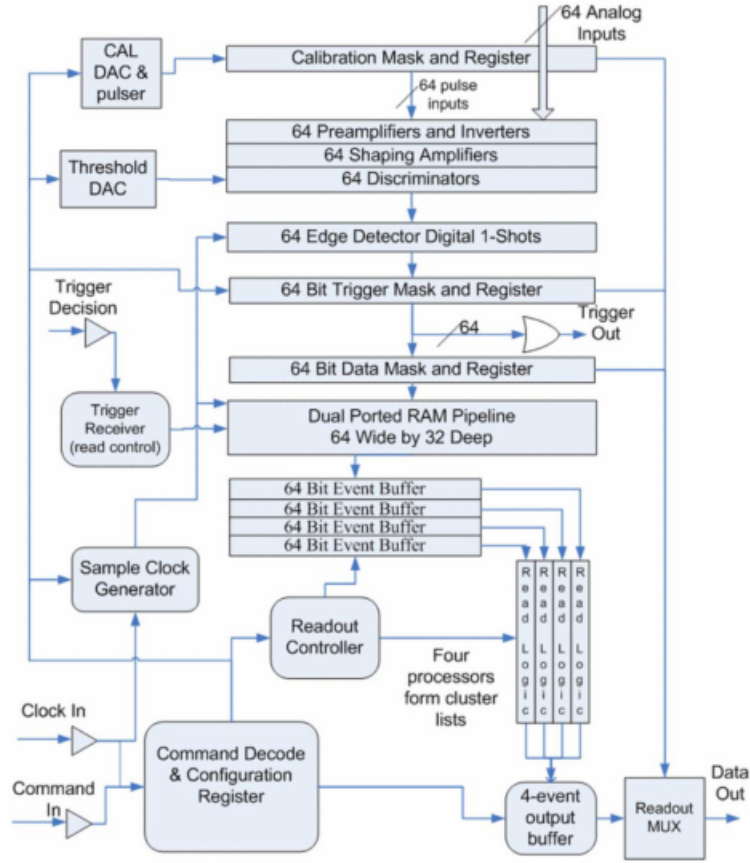 64 Analog
Inputs
CAL
DAC &
pulser
Calibration Mask and Register
64 pulse
inputs
64 Preamplifiers and Inverters
64 Shaping Amplifiers
64 Discriminators
Threshold
DAC
64 Edge Detector Digital 1-Shots
64 Bit Trigger Mask and Register
Trigger
Decision
64
Trigger
Out
64 Bit Data Mask and Register
Trigger
Receiver
(read control)
Dual Ported RAM Pipeline
64 Wide by 32 Deep
64 Bit Event Buffer
64 Bit Event Buffer
64 Bit Event Buffer
64 Bit Event Buffer
Sample Clock
Generator
Readout
Controller
Read Logic
Read Logic
Read Logic
Read Logic
Four
processors
form cluster
lists
Clock In
Command
In
Command Decode
& Configuration
Register
4-event
output
buffer
Readout
MUX
Data
Out